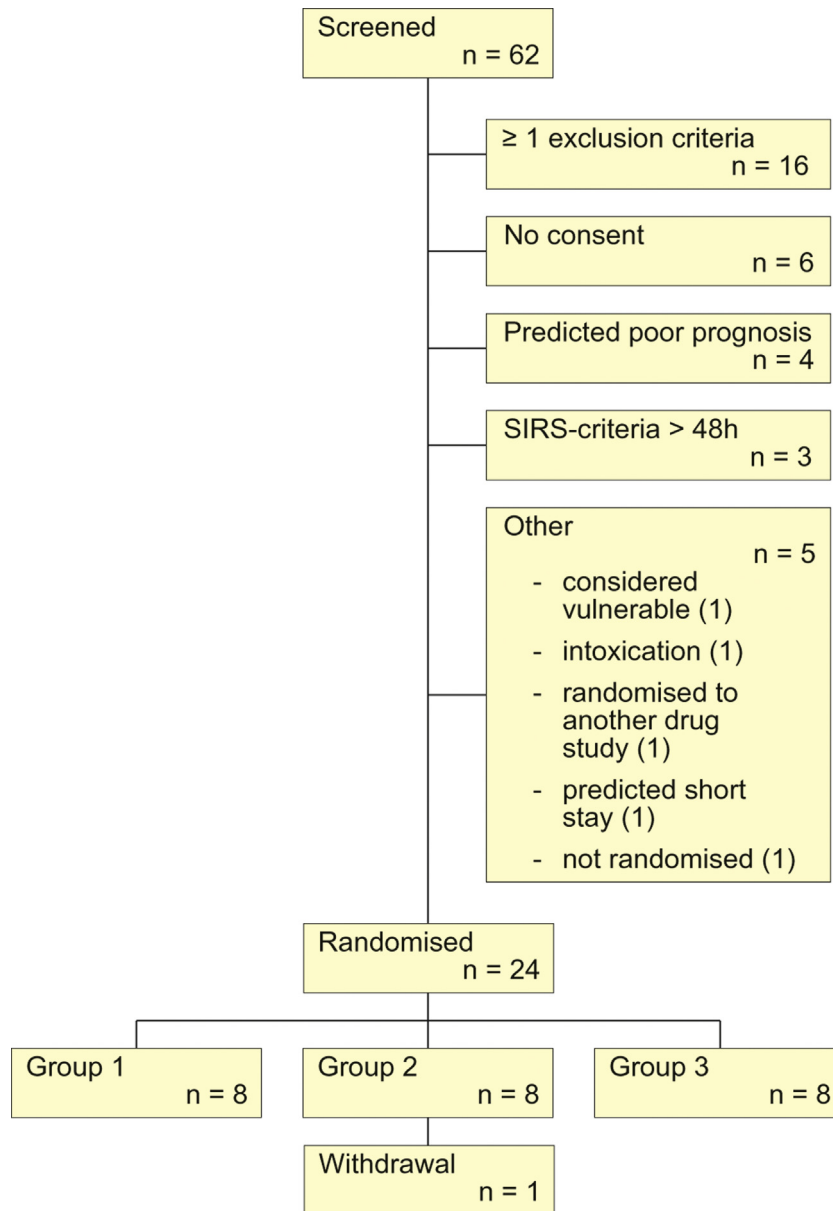 Screened
n = 62
≥ 1 exclusion criteria
n = 16
No consent
n = 6
Predicted poor prognosis
n = 4
SIRS-criteria > 48h
n = 3
Other
n = 5
- considered
vulnerable (1)
- intoxication (1)
- randomised to
another drug
study (1)
- predicted short
stay (1)
- not randomised (1)
Randomised
n = 24
Group 1
n = 8
Group 2
n = 8
Group 3
n = 8
Withdrawal
n = 1